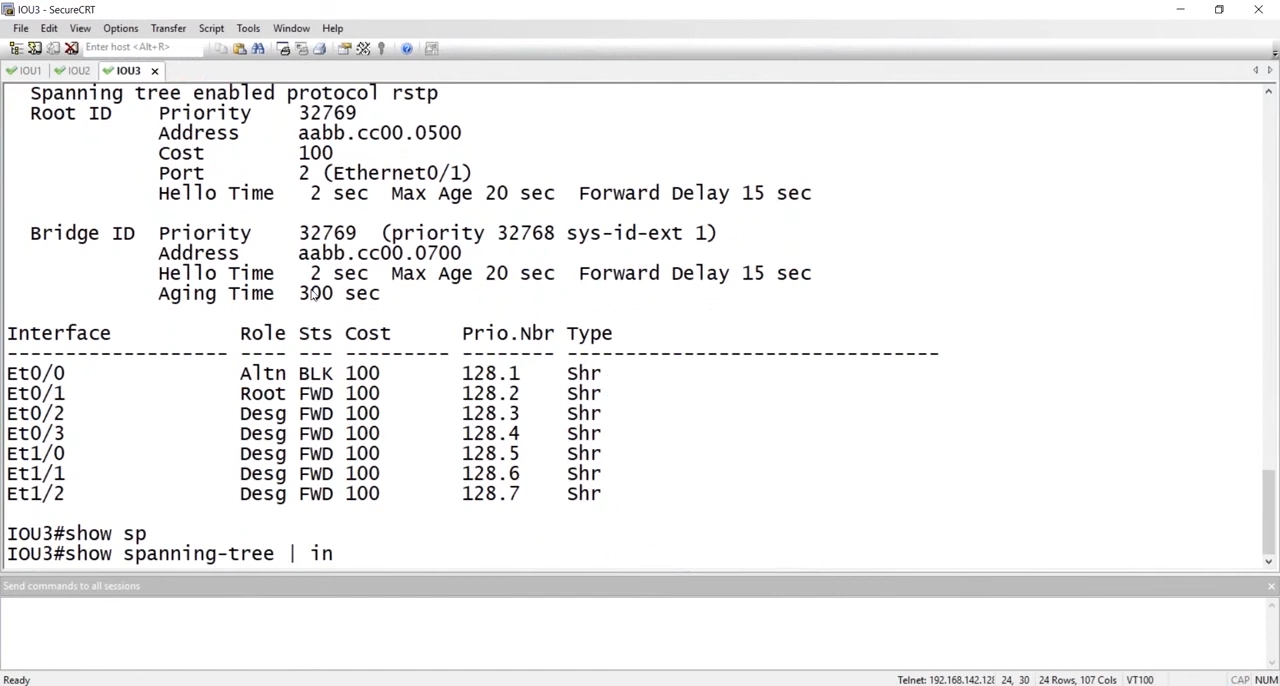 IOU3 - SecureCRT
File Edit View Options Transfer Script Tools Window Help
Enter host <Alt+R>
IOU1 IOU2 IOU3
Spanning tree enabled protocol rstp
Root ID Priority 32769
Address aabb.cc00.0500
Cost 100
Port 2 (Ethernet0/1)
Hello Time 2 sec Max Age 20 sec Forward Delay 15 sec
Bridge ID Priority 32769 (priority 32768 sys-id-ext 1)
Address aabb.cc00.0700
Hello Time 2 sec Max Age 20 sec Forward Delay 15 sec
Aging Time 300 sec
Interface Role Sts Cost Prio.Nbr Type
------------------- ---- --- --------- -------- --------------------------------
Et0/0 Altn BLK 100 128.1 Shr
Et0/1 Root FWD 100 128.2 Shr
Et0/2 Desg FWD 100 128.3 Shr
Et0/3 Desg FWD 100 128.4 Shr
Et1/0 Desg FWD 100 128.5 Shr
Et1/1 Desg FWD 100 128.6 Shr
Et1/2 Desg FWD 100 128.7 Shr
IOU3#show sp
IOU3#show spanning-tree | in
Send commands to all sessions
Ready Telnet: 192.168.142.128 24, 30 24 Rows, 107 Cols VT100 CAP NUM